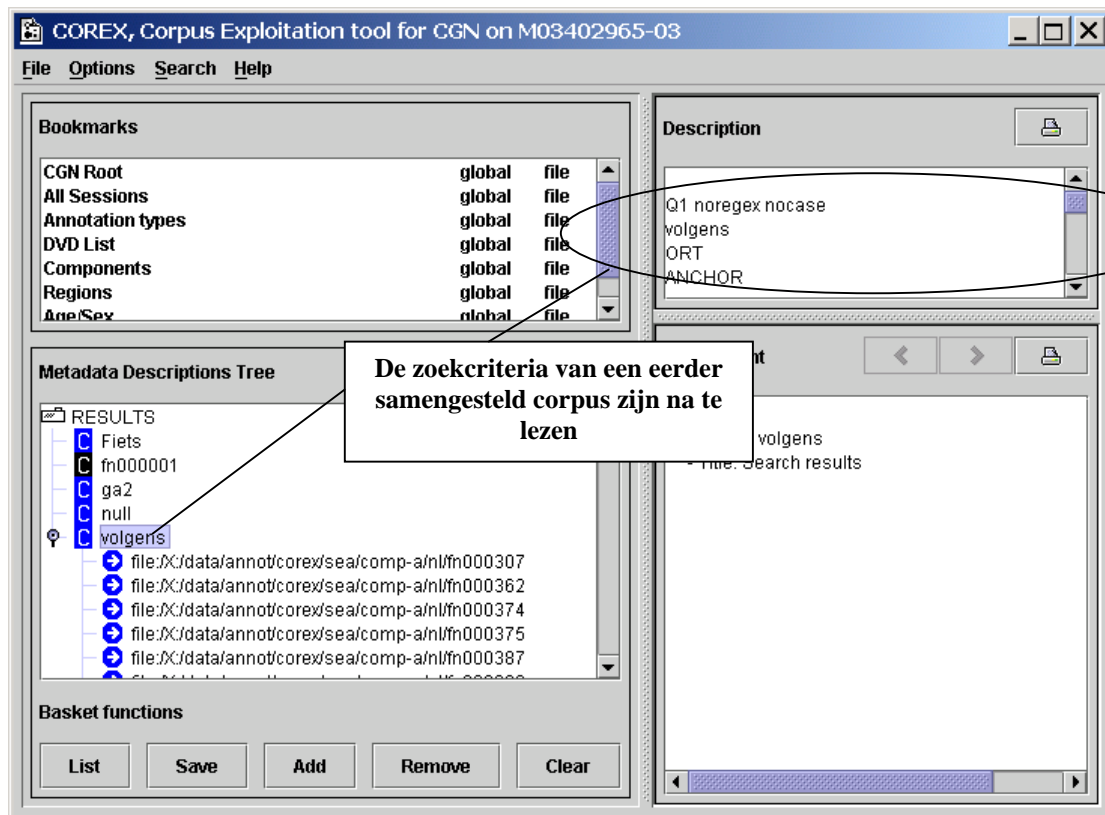 COREX, Corpus Exploitation tool for CGN on M03402965-03
File Options Search Help
Bookmarks
CGN Root global file
All Sessions global file
Annotation types global file
DVD List global file
Components global file
Regions global file
Age/Sex global file
Description
Q1 noregex nocase
volgens
ORT
ANCHOR
De zoekcriteria van een eerder
samengesteld corpus zijn na te
lezen
Metadata Descriptions Tree
RESULTS
C Fiets
C fn000001
C ga2
C null
C volgens
file:/X:/data/annot/corex/sea/comp-a/nl/fn000307
file:/X:/data/annot/corex/sea/comp-a/nl/fn000362
file:/X:/data/annot/corex/sea/comp-a/nl/fn000374
file:/X:/data/annot/corex/sea/comp-a/nl/fn000375
file:/X:/data/annot/corex/sea/comp-a/nl/fn000387
volgens
- Title: Search results
Basket functions
List Save Add Remove Clear